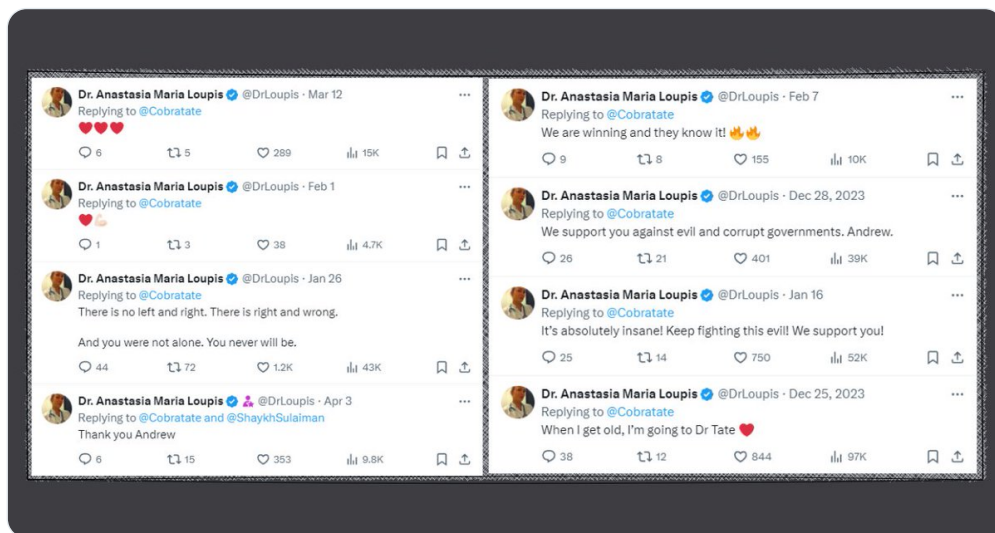 Dr. Anastasia Maria Loupis @DrLoupis · Mar 12
Replying to @Cobratate
❤️❤️❤️
6 5 289 15K
Dr. Anastasia Maria Loupis @DrLoupis · Feb 1
Replying to @Cobratate
❤️💪🏻
1 3 38 4.7K
Dr. Anastasia Maria Loupis @DrLoupis · Jan 26
Replying to @Cobratate
There is no left and right. There is right and wrong.
And you were not alone. You never will be.
44 72 1.2K 43K
Dr. Anastasia Maria Loupis @DrLoupis · Apr 3
Replying to @Cobratate and @ShaykhSulaiman
Thank you Andrew
6 15 353 9.8K
Dr. Anastasia Maria Loupis @DrLoupis · Feb 7
Replying to @Cobratate
We are winning and they know it! 🔥🔥
9 8 155 10K
Dr. Anastasia Maria Loupis @DrLoupis · Dec 28, 2023
Replying to @Cobratate
We support you against evil and corrupt governments. Andrew.
26 21 401 39K
Dr. Anastasia Maria Loupis @DrLoupis · Jan 16
Replying to @Cobratate
It's absolutely insane! Keep fighting this evil! We support you!
25 14 750 52K
Dr. Anastasia Maria Loupis @DrLoupis · Dec 25, 2023
Replying to @Cobratate
When I get old, I'm going to Dr Tate ❤️
38 12 844 97K